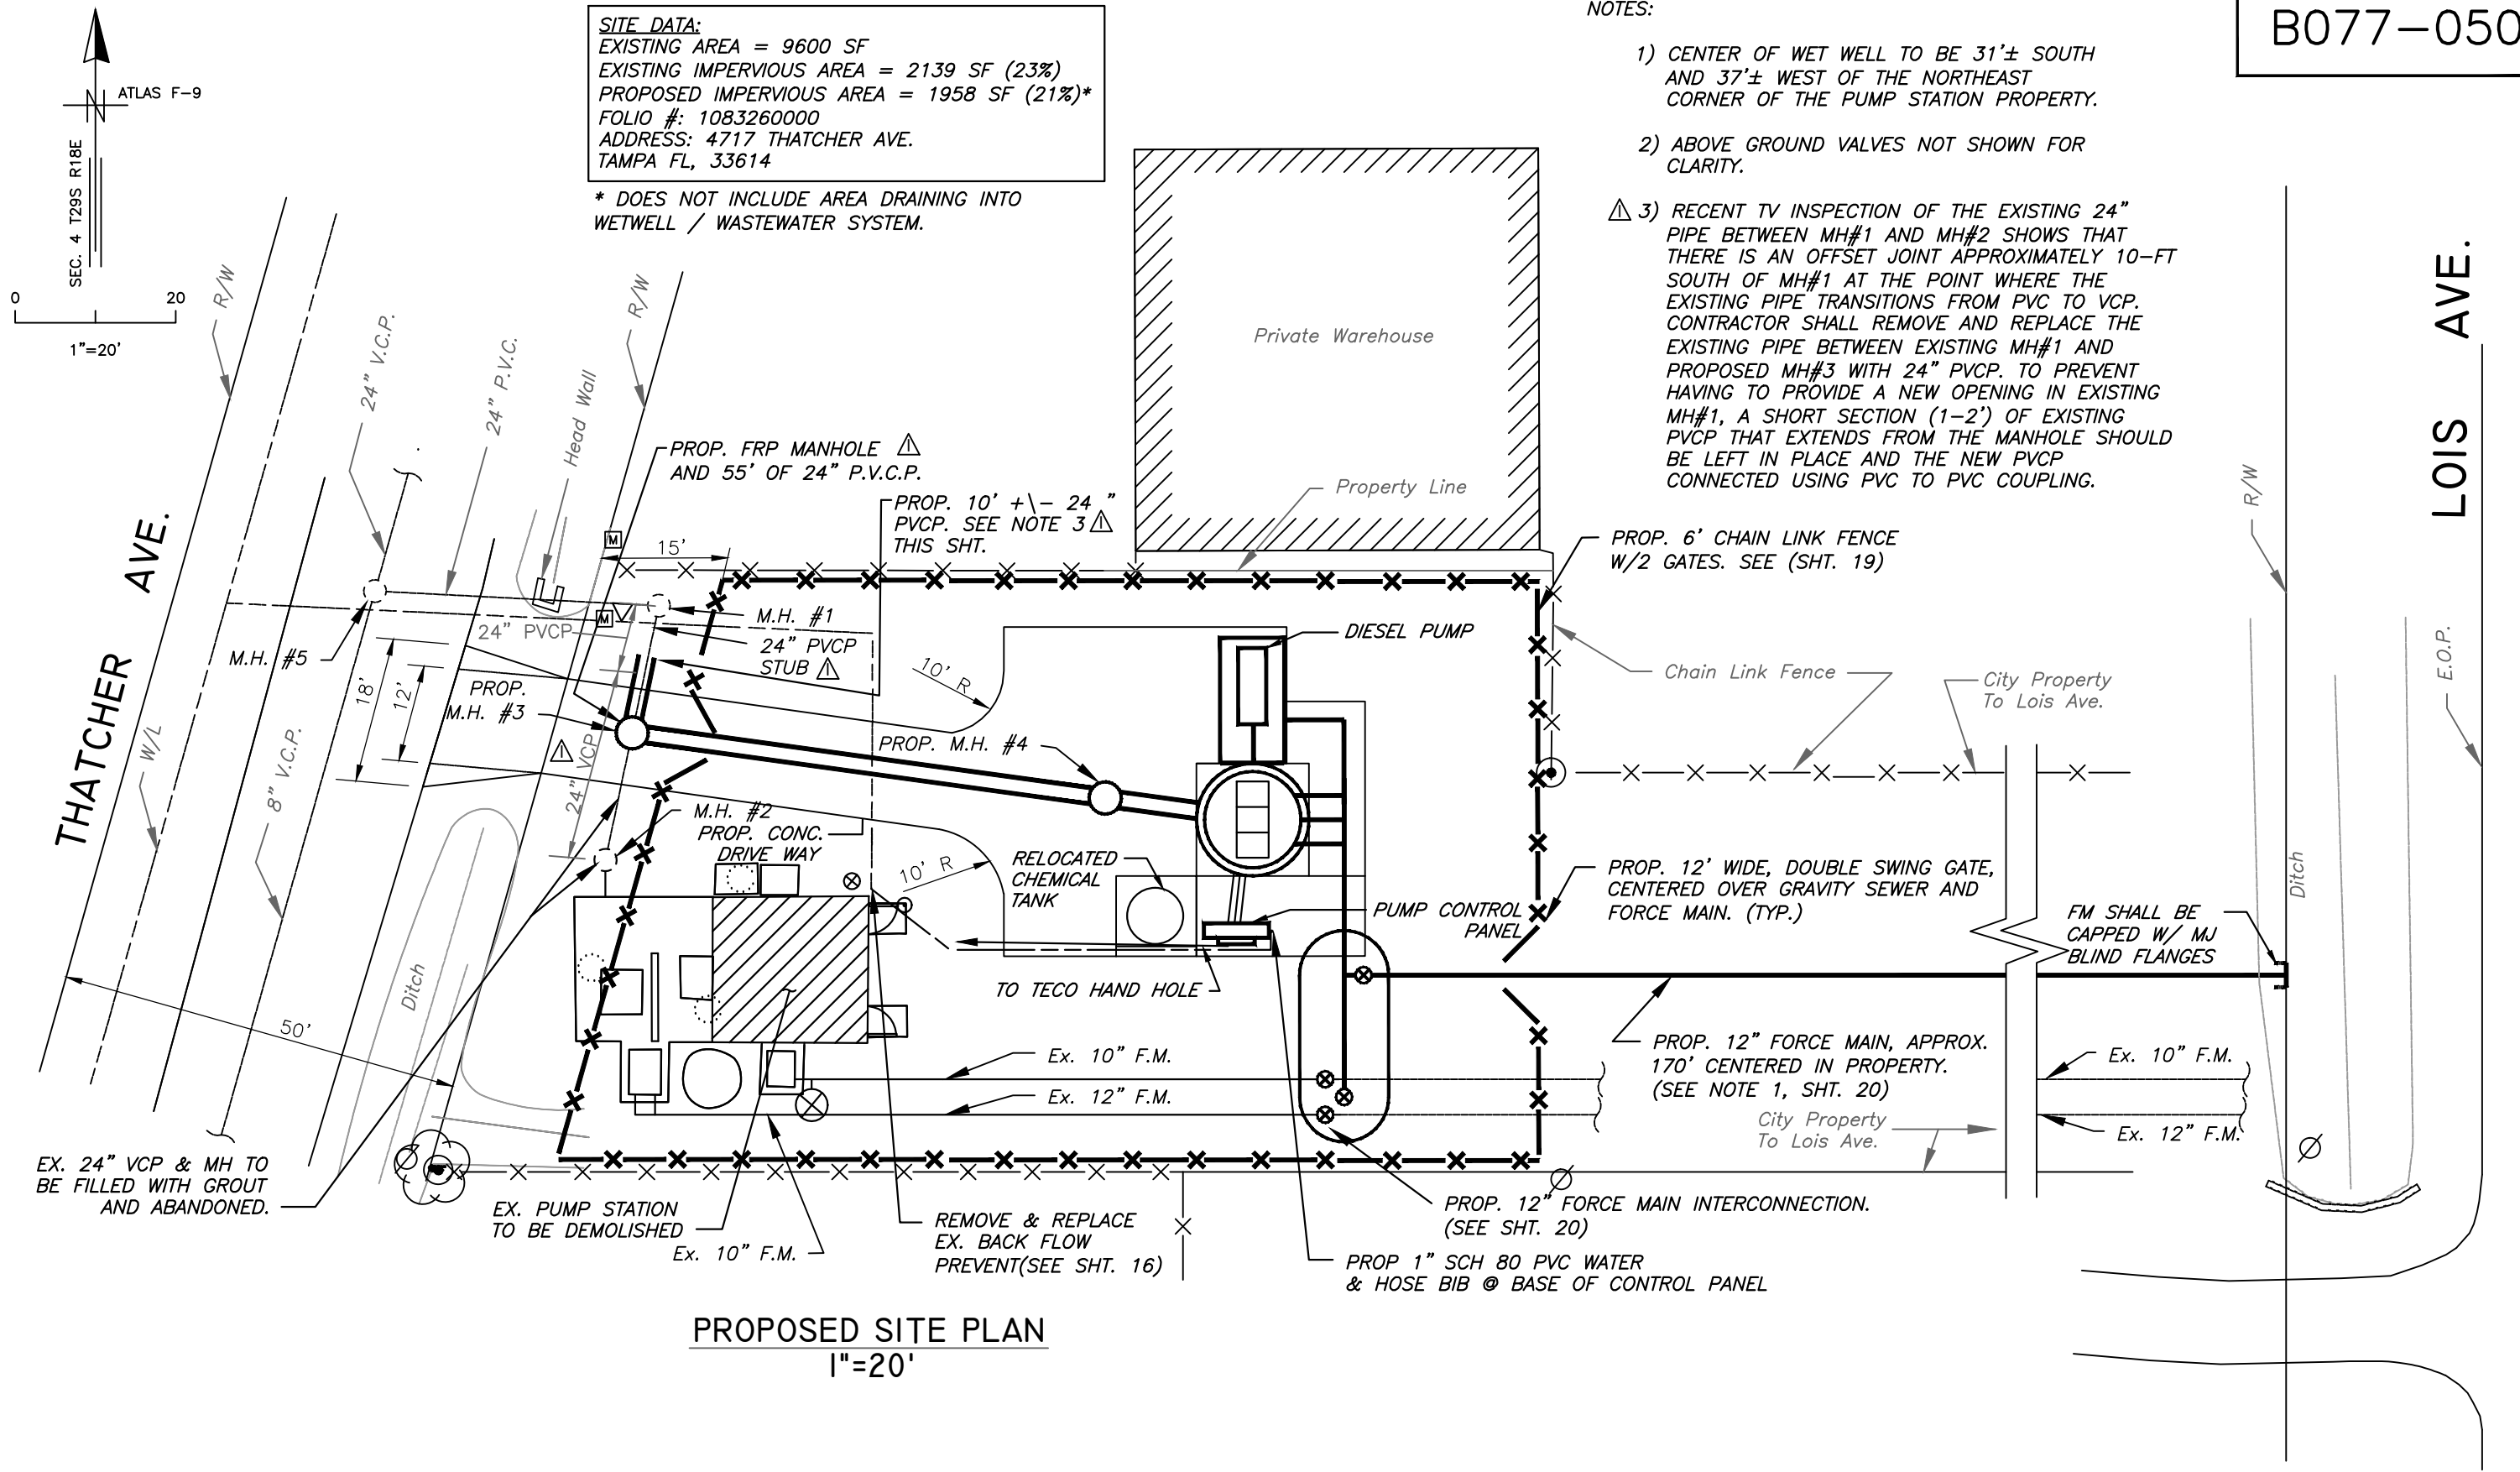 B077-050
ATLAS F-9
SEC. 4 T29S R18E
0 20
1"=20'
SITE DATA:
EXISTING AREA = 9600 SF
EXISTING IMPERVIOUS AREA = 2139 SF (23%)
PROPOSED IMPERVIOUS AREA = 1958 SF (21%)*
FOLIO #: 1083260000
ADDRESS: 4717 THATCHER AVE.
TAMPA FL, 33614
* DOES NOT INCLUDE AREA DRAINING INTO
WETWELL / WASTEWATER SYSTEM.
NOTES:
1) CENTER OF WET WELL TO BE 31'± SOUTH
AND 37'± WEST OF THE NORTHEAST
CORNER OF THE PUMP STATION PROPERTY.
2) ABOVE GROUND VALVES NOT SHOWN FOR
CLARITY.
1 3) RECENT TV INSPECTION OF THE EXISTING 24"
PIPE BETWEEN MH#1 AND MH#2 SHOWS THAT
THERE IS AN OFFSET JOINT APPROXIMATELY 10-FT
SOUTH OF MH#1 AT THE POINT WHERE THE
EXISTING PIPE TRANSITIONS FROM PVC TO VCP.
CONTRACTOR SHALL REMOVE AND REPLACE THE
EXISTING PIPE BETWEEN EXISTING MH#1 AND
PROPOSED MH#3 WITH 24" PVCP. TO PREVENT
HAVING TO PROVIDE A NEW OPENING IN EXISTING
MH#1, A SHORT SECTION (1-2') OF EXISTING
PVCP THAT EXTENDS FROM THE MANHOLE SHOULD
BE LEFT IN PLACE AND THE NEW PVCP
CONNECTED USING PVC TO PVC COUPLING.
R/W
24" V.C.P.
24" P.V.C.
Head Wall
R/W
Private Warehouse
Property Line
PROP. FRP MANHOLE 1
AND 55' OF 24" P.V.C.P.
PROP. 10' +\- 24 "
PVCP. SEE NOTE 3 1
THIS SHT.
15'
M
M
PROP. 6' CHAIN LINK FENCE
W/2 GATES. SEE (SHT. 19)
LOIS AVE.
R/W
E.O.P.
THATCHER AVE.
W/L
8" V.C.P.
M.H. #5
18'
12'
24" PVCP
M.H. #1
24" PVCP
STUB 1
PROP.
M.H. #3
1
24" VCP
10' R
DIESEL PUMP
PROP. M.H. #4
Chain Link Fence
City Property
To Lois Ave.
M.H. #2
PROP. CONC.
DRIVE WAY
10' R
RELOCATED
CHEMICAL
TANK
PUMP CONTROL
PANEL
PROP. 12' WIDE, DOUBLE SWING GATE,
CENTERED OVER GRAVITY SEWER AND
FORCE MAIN. (TYP.)
FM SHALL BE
CAPPED W/ MJ
BLIND FLANGES
Ditch
Ditch
50'
TO TECO HAND HOLE
Ex. 10" F.M.
Ex. 12" F.M.
PROP. 12" FORCE MAIN, APPROX.
170' CENTERED IN PROPERTY.
(SEE NOTE 1, SHT. 20)
City Property
To Lois Ave.
Ex. 10" F.M.
Ex. 12" F.M.
EX. 24" VCP & MH TO
BE FILLED WITH GROUT
AND ABANDONED.
EX. PUMP STATION
TO BE DEMOLISHED
Ex. 10" F.M.
REMOVE & REPLACE
EX. BACK FLOW
PREVENT(SEE SHT. 16)
PROP. 12" FORCE MAIN INTERCONNECTION.
(SEE SHT. 20)
PROP 1" SCH 80 PVC WATER
& HOSE BIB @ BASE OF CONTROL PANEL
PROPOSED SITE PLAN
1"=20'